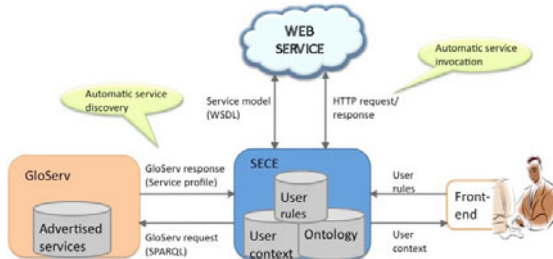 WEB
SERVICE
Automatic service
invocation
Automatic service
discovery
Service model
(WSDL)
HTTP request/
response
GloServ
Advertised
services
GloServ response
(Service profile)
GloServ request
(SPARQL)
SECE
User
rules
User
context
Ontology
User
rules
User
context
Front-
end